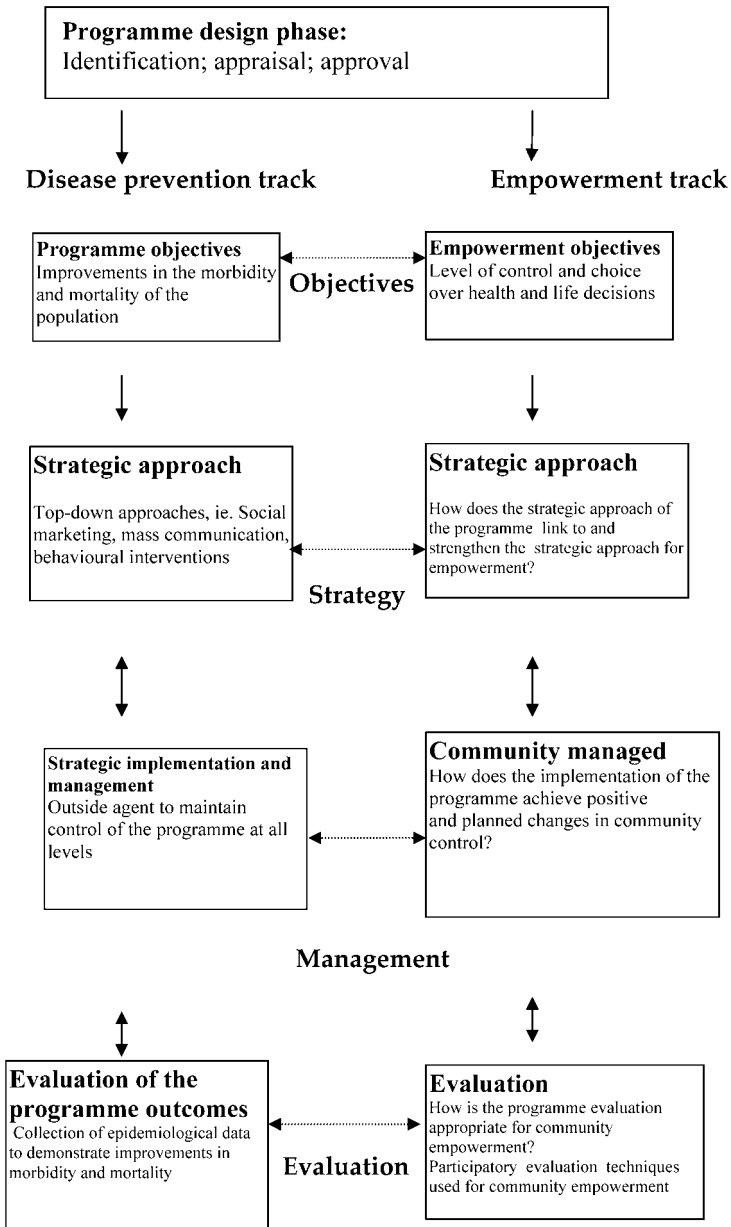 Programme design phase:
Identification; appraisal; approval
Disease prevention track
Empowerment track
Programme objectives
Improvements in the morbidity
and mortality of the
population
Objectives
Empowerment objectives
Level of control and choice
over health and life decisions
Strategic approach
Top-down approaches, ie. Social
marketing, mass communication,
behavioural interventions
Strategy
Strategic approach
How does the strategic approach of
the programme link to and
strengthen the strategic approach for
empowerment?
Strategic implementation and
management
Outside agent to maintain
control of the programme at all
levels
Community managed
How does the implementation of the
programme achieve positive
and planned changes in community
control?
Management
Evaluation of the
programme outcomes
Collection of epidemiological data
to demonstrate improvements in
morbidity and mortality
Evaluation
Evaluation
How is the programme evaluation
appropriate for community
empowerment?
Participatory evaluation techniques
used for community empowerment